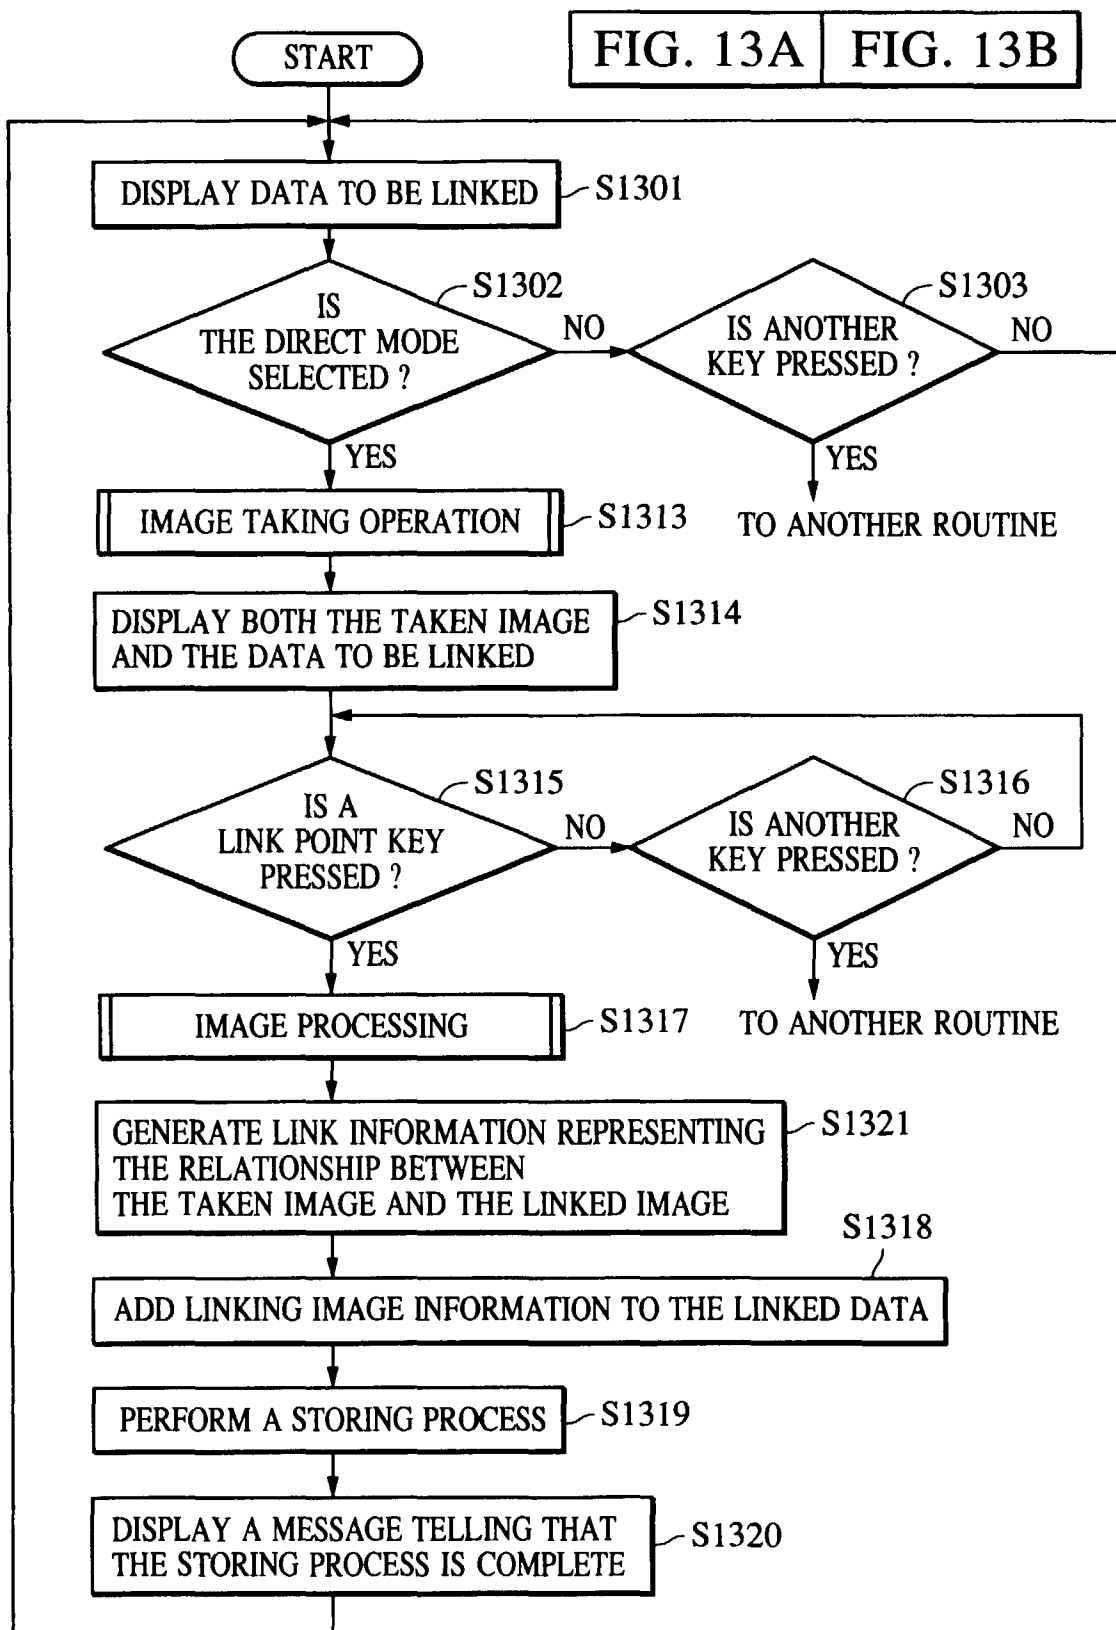 START
FIG. 13A
FIG. 13B
DISPLAY DATA TO BE LINKED
S1301
IS
THE DIRECT MODE
SELECTED ?
S1302
NO
IS ANOTHER
KEY PRESSED ?
S1303
NO
YES
YES
TO ANOTHER ROUTINE
IMAGE TAKING OPERATION
S1313
DISPLAY BOTH THE TAKEN IMAGE
AND THE DATA TO BE LINKED
S1314
IS A
LINK POINT KEY
PRESSED ?
S1315
NO
IS ANOTHER
KEY PRESSED ?
S1316
NO
YES
YES
TO ANOTHER ROUTINE
IMAGE PROCESSING
S1317
GENERATE LINK INFORMATION REPRESENTING
THE RELATIONSHIP BETWEEN
THE TAKEN IMAGE AND THE LINKED IMAGE
S1321
S1318
ADD LINKING IMAGE INFORMATION TO THE LINKED DATA
PERFORM A STORING PROCESS
S1319
DISPLAY A MESSAGE TELLING THAT
THE STORING PROCESS IS COMPLETE
S1320